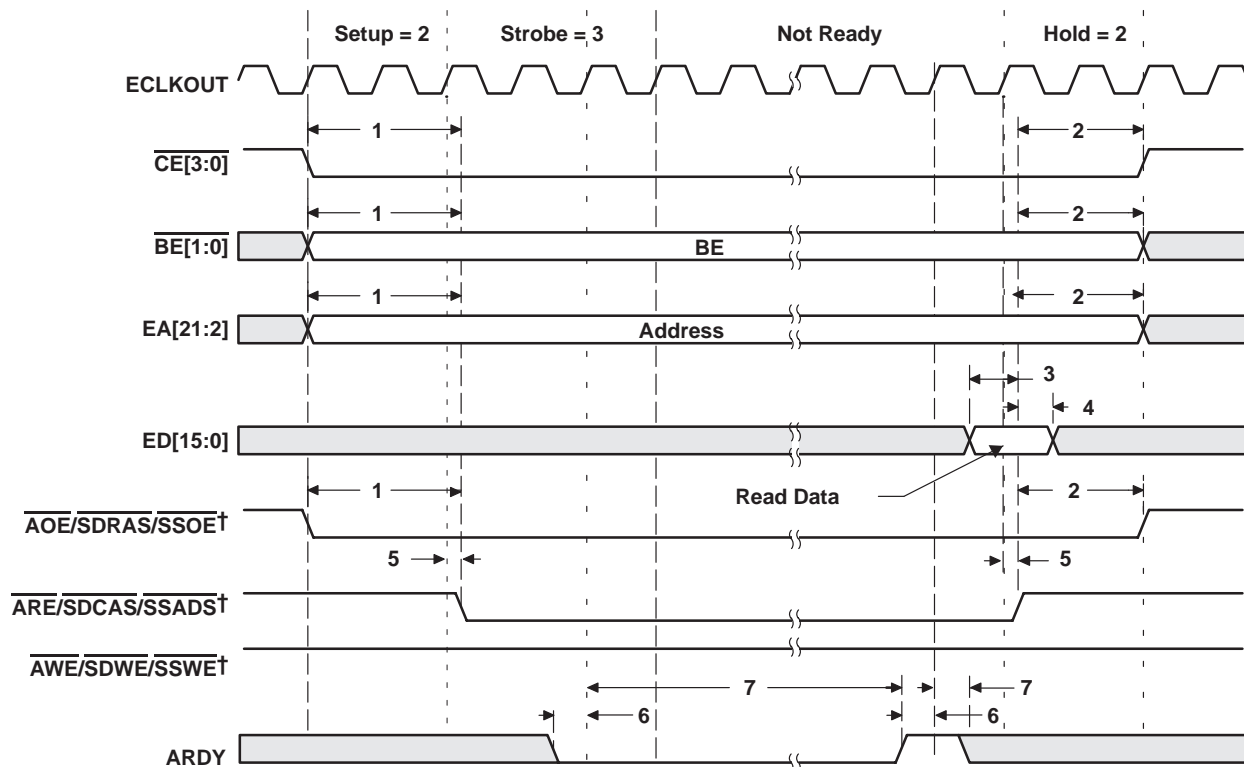 Setup = 2 Strobe = 3 Not Ready Hold = 2
ECLKOUT
1 2
CE[3:0]
1 2
BE[1:0] BE
1 2
EA[21:2] Address
3
4
ED[15:0]
1 Read Data 2
AOE/SDRAS/SSOE†
5 5
ARE/SDCAS/SSADS†
AWE/SDWE/SSWE†
7 7
6 6
ARDY